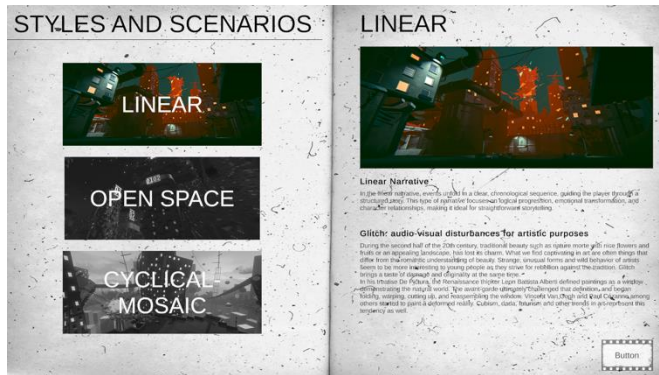 STYLES AND SCENARIOS
LINEAR
OPEN SPACE
CYCLICAL-
MOSAIC
LINEAR
Linear Narrative
In the linear narrative, events unfold in a clear, chronological sequence, guiding the player through a
structured story. This type of narrative focuses on logical progression, emotional transformation, and
character relationships, making it ideal for straightforward storytelling.
Glitch: audio-visual disturbances for artistic purposes
During the second half of the 20th century, traditional beauty such as nature morte with nice flowers and
fruits or an appealing landscape, has lost its charm. What we find captivating in art are often things that
differ from the romantic understanding of beauty. Strange, unusual forms and wild behavior of artists
seem to be more interesting to young people as they strive for rebellion against the tradition. Glitch
brings a bit of damage and originality at the same time.
In his treatise De Pictura, the Renaissance thinker Leon Battista Alberti defined paintings as a window
demonstrating the natural world. The avant-garde ultimately challenged that definition, and began
folding, warping, cutting up, and reassembling the window. Vincent Van Gogh and Paul Cézanne among
others started to paint a deformed reality. Cubism, dada, futurism and other trends in art represent this
tendency as well.
Button